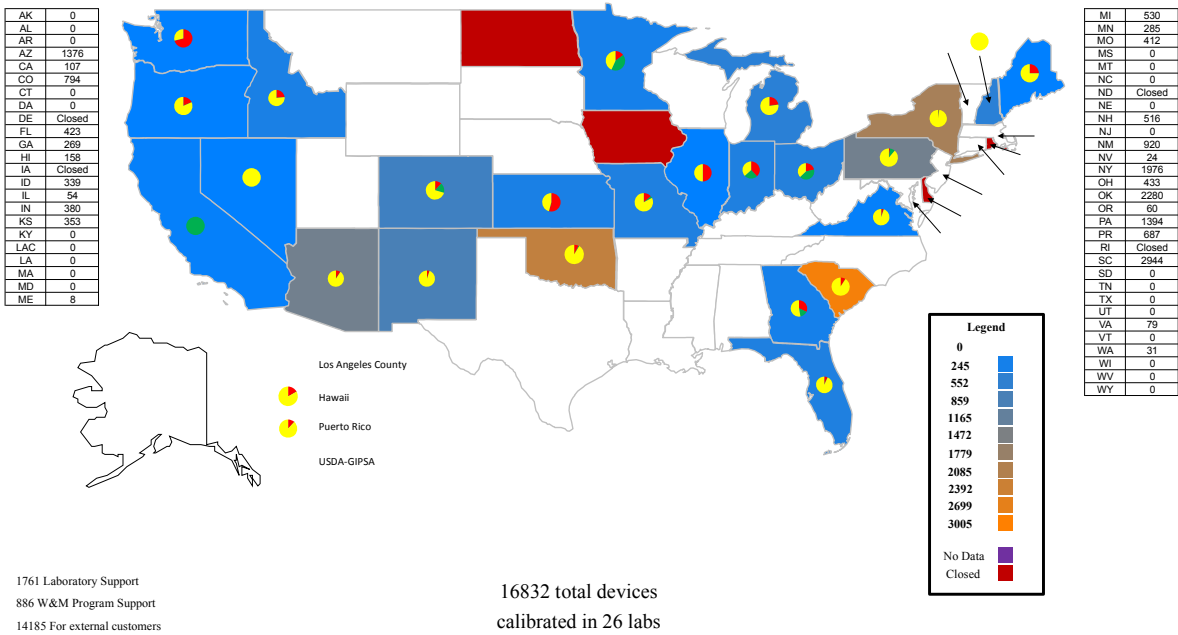 AK 0
AL 0
AR 0
AZ 1376
CA 107
CO 794
CT 0
DA 0
DE Closed
FL 423
GA 269
HI 158
IA Closed
ID 339
IL 54
IN 380
KS 353
KY 0
LAC 0
LA 0
MA 0
MD 0
ME 8
MI 530
MN 285
MO 412
MS 0
MT 0
NC 0
ND Closed
NE 0
NH 516
NJ 0
NM 920
NV 24
NY 1976
OH 433
OK 2280
OR 60
PA 1394
PR 687
RI Closed
SC 2944
SD 0
TN 0
TX 0
UT 0
VA 79
VT 0
WA 31
WI 0
WV 0
WY 0
Los Angeles County
Hawaii
Puerto Rico
USDA-GIPSA
Legend
0
245
552
859
1165
1472
1779
2085
2392
2699
3005
No Data
Closed
1761 Laboratory Support
886 W&M Program Support
14185 For external customers
16832 total devices
calibrated in 26 labs